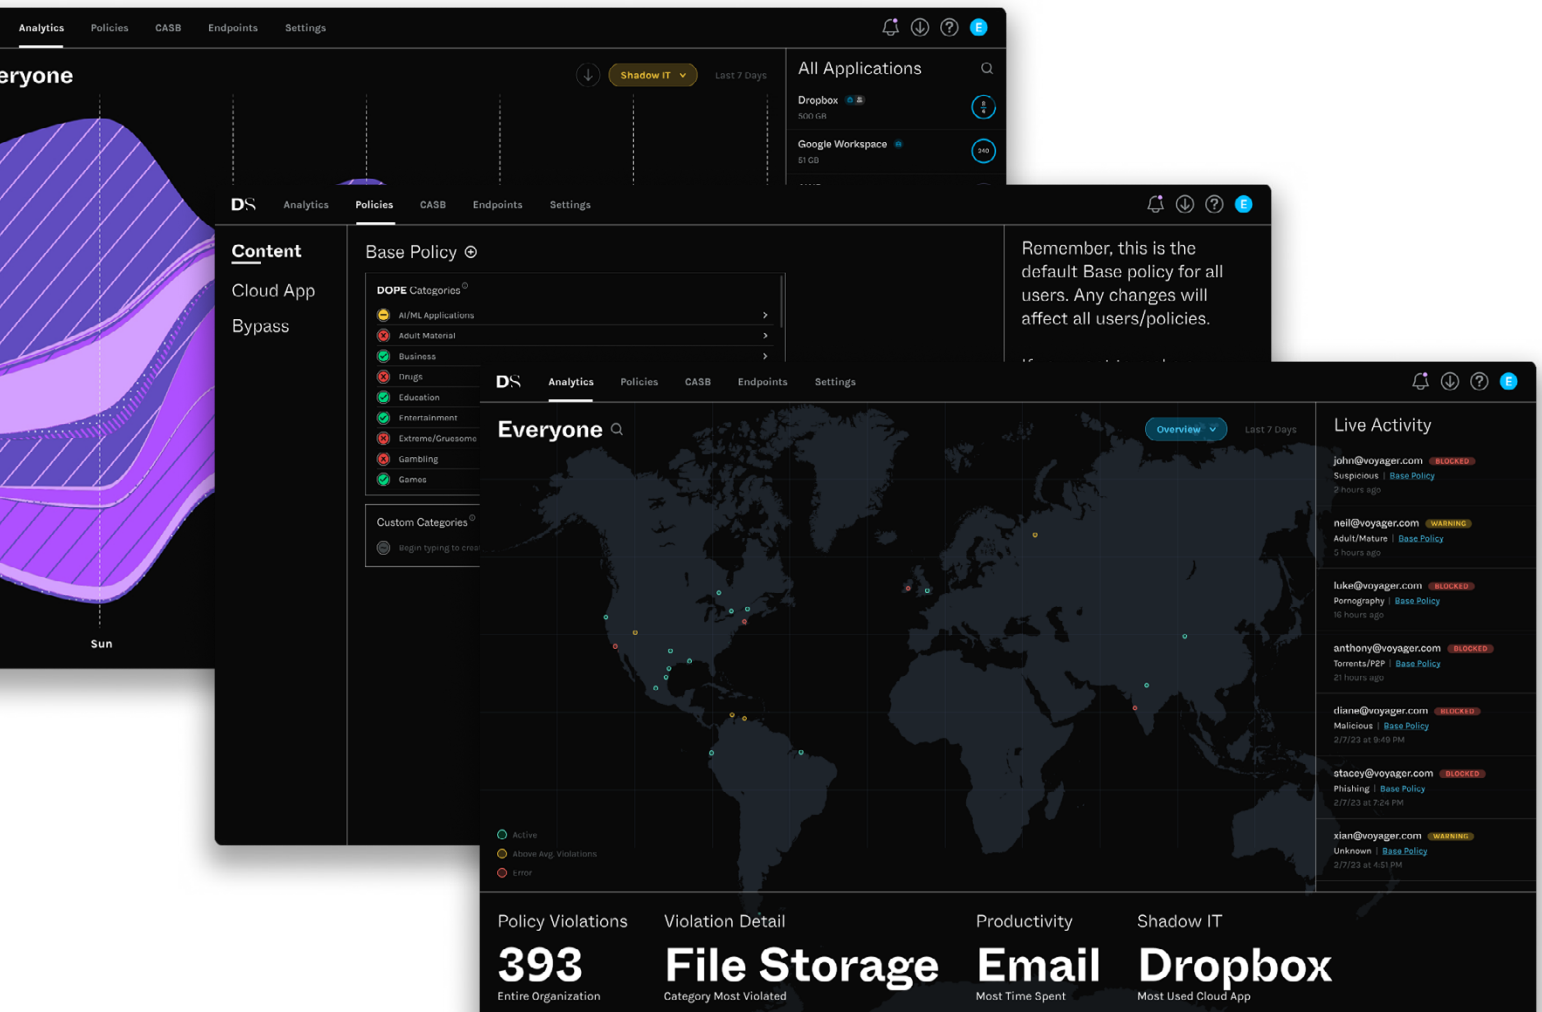 Analytics Policies CASB Endpoints Settings
E
eryone
Shadow IT
Last 7 Days
Sun
All Applications
Dropbox
500 GB
8
6
Google Workspace
51 GB
340
DS Analytics Policies CASB Endpoints Settings
E
Content
Cloud App
Bypass
Base Policy
DOPE Categories
AI/ML Applications
Adult Material
Business
Drugs
Education
Entertainment
Extreme/Gruesome
Gambling
Games
Custom Categories
Begin typing to crea
Remember, this is the
default Base policy for all
users. Any changes will
affect all users/policies.
DS Analytics Policies CASB Endpoints Settings
E
Everyone
Overview
Last 7 Days
Active
Above Avg. Violations
Error
Live Activity
john@voyager.com BLOCKED
Suspicious | Base Policy
2 hours ago
neil@voyager.com WARNING
Adult/Mature | Base Policy
5 hours ago
luke@voyager.com BLOCKED
Pornography | Base Policy
16 hours ago
anthony@voyager.com BLOCKED
Torrents/P2P | Base Policy
21 hours ago
diane@voyager.com BLOCKED
Malicious | Base Policy
2/7/23 at 9:49 PM
stacey@voyager.com BLOCKED
Phishing | Base Policy
2/7/23 at 7:24 PM
xian@voyager.com WARNING
Unknown | Base Policy
2/7/23 at 4:51 PM
Policy Violations
393
Entire Organization
Violation Detail
File Storage
Category Most Violated
Productivity
Email
Most Time Spent
Shadow IT
Dropbox
Most Used Cloud App